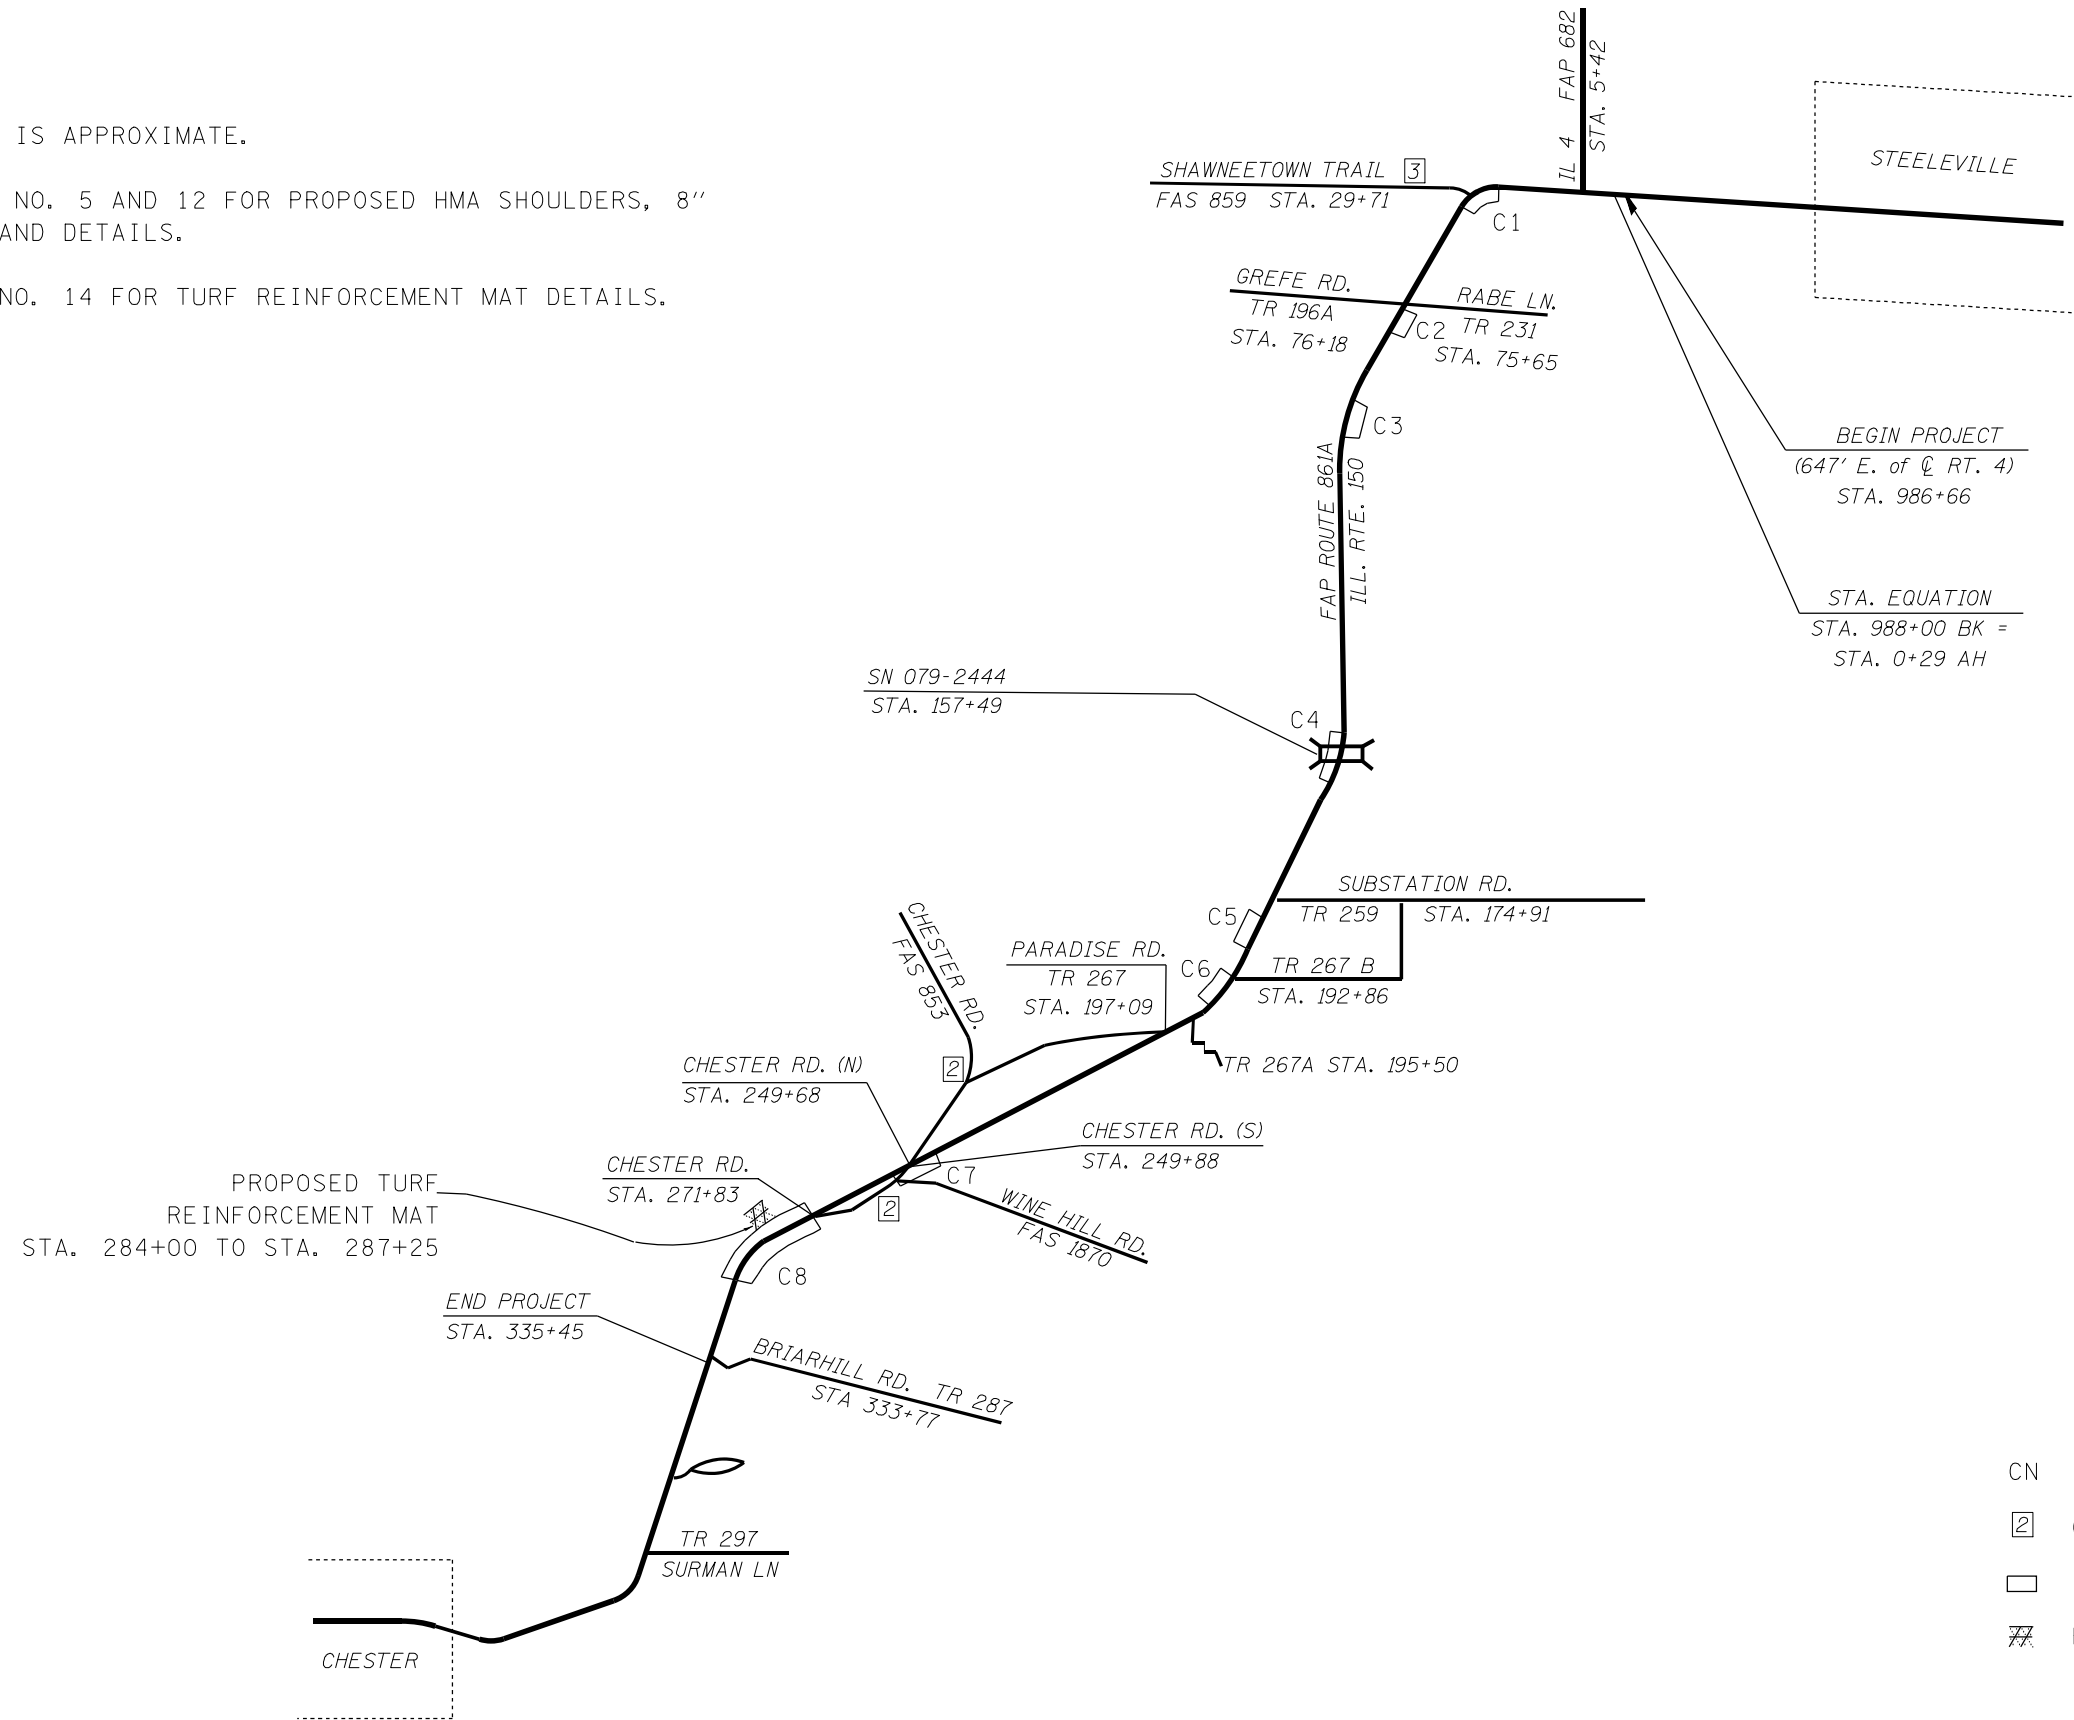 IS APPROXIMATE.
NO. 5 AND 12 FOR PROPOSED HMA SHOULDERS, 8"
AND DETAILS.
NO. 14 FOR TURF REINFORCEMENT MAT DETAILS.
IL 4 FAP 682
STA. 5+42
STEELEVILLE
SHAWNEETOWN TRAIL 3
FAS 859 STA. 29+71
C1
GREFE RD.
TR 196A
STA. 76+18
RABE LN.
C2 TR 231
STA. 75+65
C3
BEGIN PROJECT
(647' E. of ℄ RT. 4)
STA. 986+66
FAP ROUTE 861A
ILL. RTE. 150
STA. EQUATION
STA. 988+00 BK =
STA. 0+29 AH
SN 079-2444
STA. 157+49
C4
SUBSTATION RD.
TR 259 STA. 174+91
C5
CHESTER RD.
FAS 853
PARADISE RD.
TR 267
STA. 197+09
C6
TR 267 B
STA. 192+86
TR 267A STA. 195+50
2
CHESTER RD. (N)
STA. 249+68
CHESTER RD. (S)
STA. 249+88
CHESTER RD.
STA. 271+83
C7
2
WINE HILL RD.
FAS 1870
PROPOSED TURF
REINFORCEMENT MAT
STA. 284+00 TO STA. 287+25
C8
END PROJECT
STA. 335+45
BRIARHILL RD. TR 287
STA 333+77
CN
2
TR 297
SURMAN LN
CHESTER